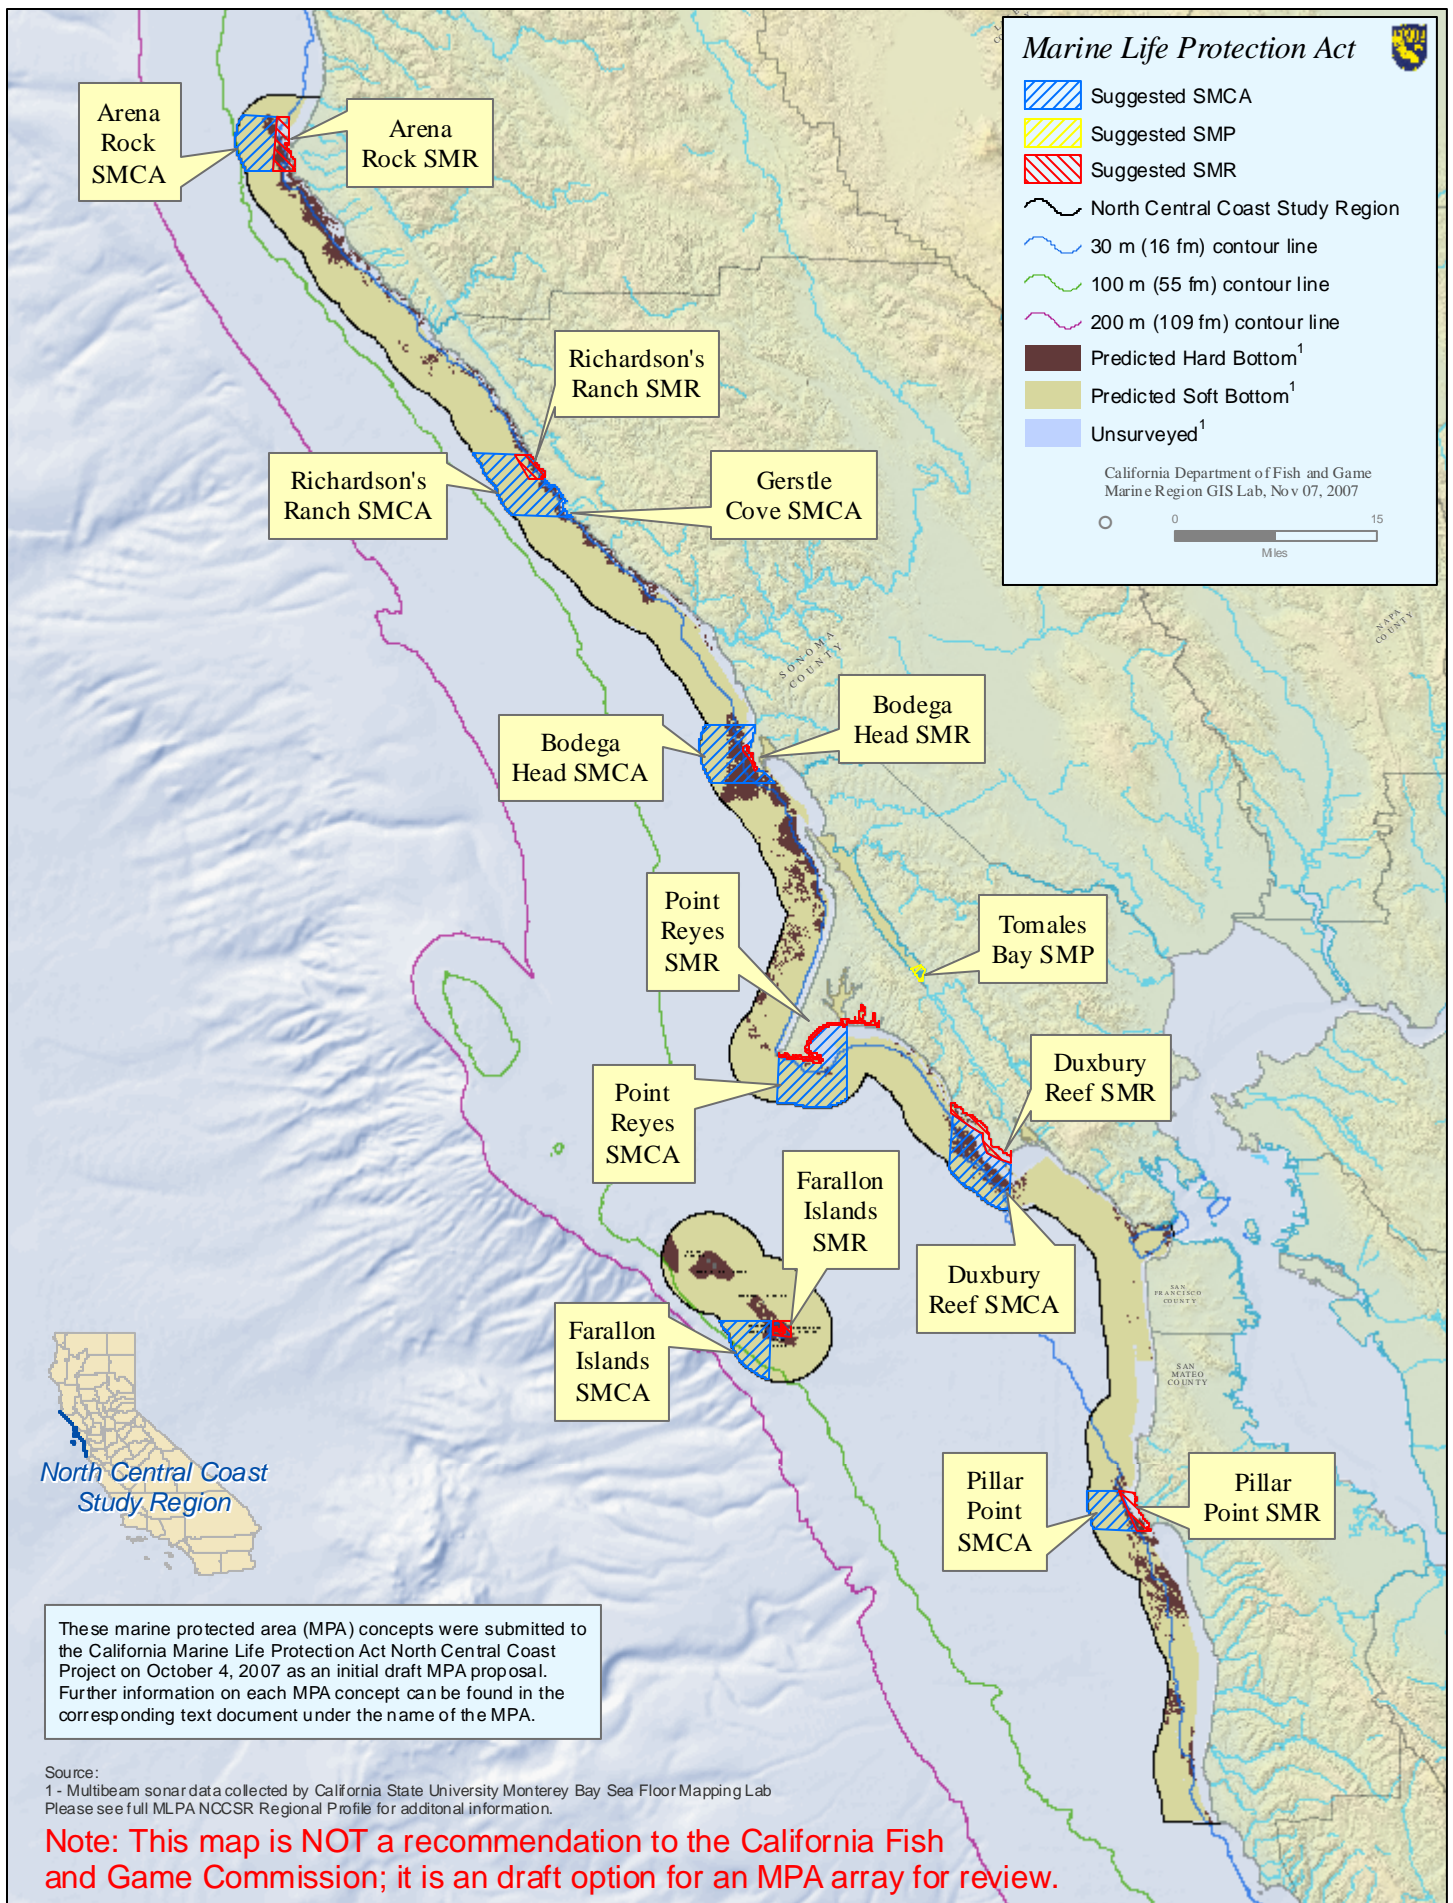 Marine Life Protection Act
Suggested SMCA
Suggested SMP
Suggested SMR
North Central Coast Study Region
30 m (16 fm) contour line
100 m (55 fm) contour line
200 m (109 fm) contour line
Predicted Hard Bottom1
Predicted Soft Bottom1
Unsurveyed1
California Department of Fish and Game
Marine Region GIS Lab, Nov 07, 2007
0 15
Miles
Arena
Rock
SMCA
Arena
Rock SMR
Richardson's
Ranch SMR
Richardson's
Ranch SMCA
Gerstle
Cove SMCA
NAPA
COUNTY
SONOMA
COUNTY
Bodega
Head SMR
Bodega
Head SMCA
Point
Reyes
SMR
Tomales
Bay SMP
Duxbury
Reef SMR
Point
Reyes
SMCA
Farallon
Islands
SMR
Duxbury
Reef SMCA
SAN
FRANCISCO
COUNTY
Farallon
Islands
SMCA
SAN
MATEO
COUNTY
North Central Coast
Study Region
Pillar
Point
SMCA
Pillar
Point SMR
These marine protected area (MPA) concepts were submitted to
the California Marine Life Protection Act North Central Coast
Project on October 4, 2007 as an initial draft MPA proposal.
Further information on each MPA concept can be found in the
corresponding text document under the name of the MPA.
Source:
1 - Multibeam sonar data collected by California State University Monterey Bay Sea Floor Mapping Lab
Please see full MLPA NCCSR Regional Profile for additonal information.
Note: This map is NOT a recommendation to the California Fish
and Game Commission; it is an draft option for an MPA array for review.